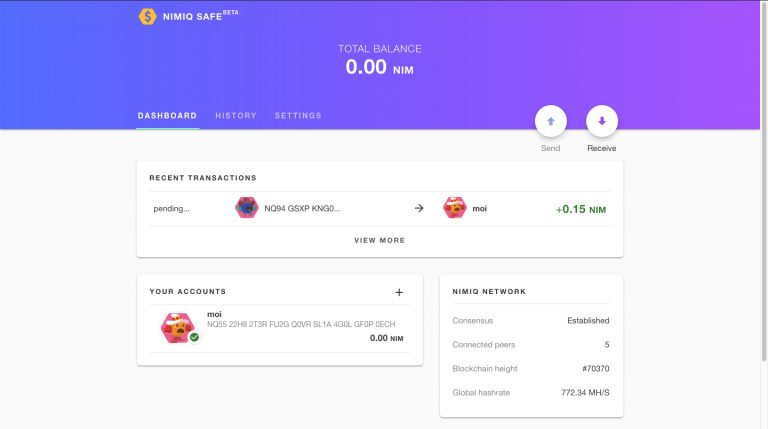 NIMIQ SAFE BETA
TOTAL BALANCE
0.00 NIM
DASHBOARD HISTORY SETTINGS
Send Receive
RECENT TRANSACTIONS
pending... NQ94 GSXP KNG0... → moi +0.15 NIM
VIEW MORE
YOUR ACCOUNTS +
moi
NQ55 22H8 2T3R FU2G Q0VR SL1A 4G0L GF0P 0ECH
0.00 NIM
NIMIQ NETWORK
Consensus Established
Connected peers 5
Blockchain height #70370
Global hashrate 772.34 MH/S